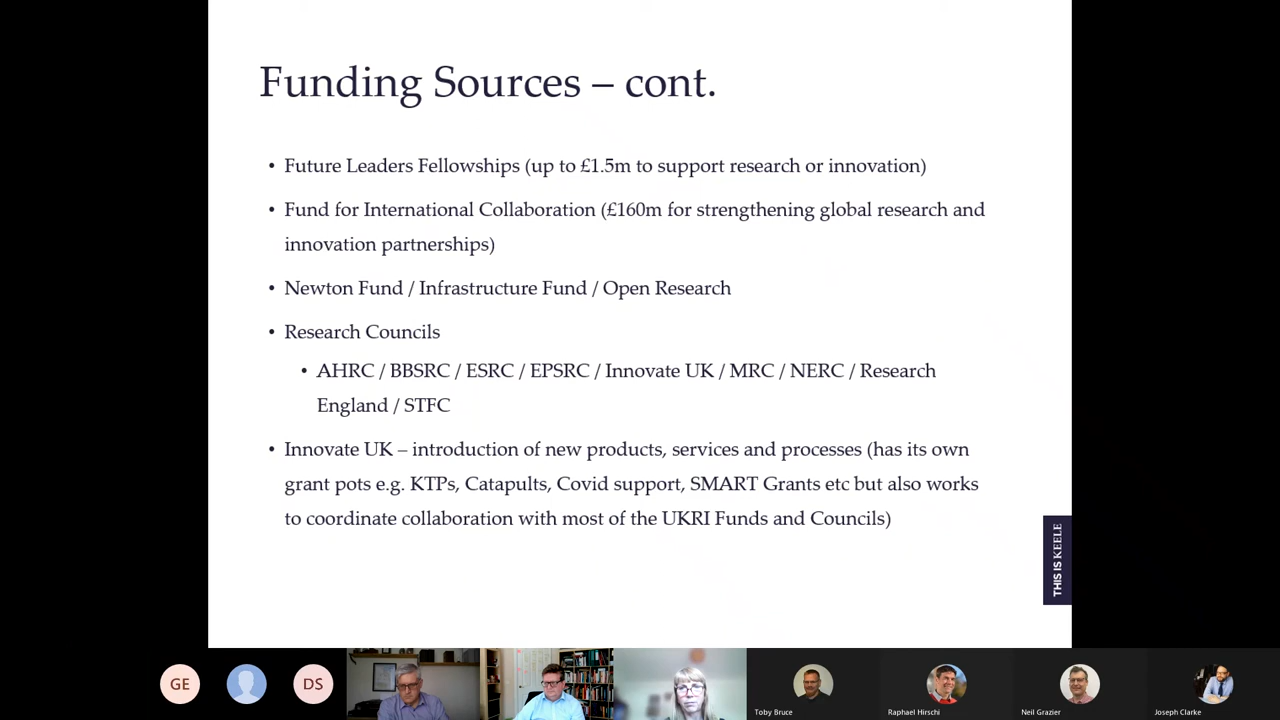 Funding Sources – cont.
• Future Leaders Fellowships (up to £1.5m to support research or innovation)
• Fund for International Collaboration (£160m for strengthening global research and
innovation partnerships)
• Newton Fund / Infrastructure Fund / Open Research
• Research Councils
• AHRC / BBSRC / ESRC / EPSRC / Innovate UK / MRC / NERC / Research
England / STFC
• Innovate UK – introduction of new products, services and processes (has its own
grant pots e.g. KTPs, Catapults, Covid support, SMART Grants etc but also works
to coordinate collaboration with most of the UKRI Funds and Councils)
THIS IS KEELE
GE
DS
Toby Bruce
Raphael Hirschi
Neil Grazier
Joseph Clarke